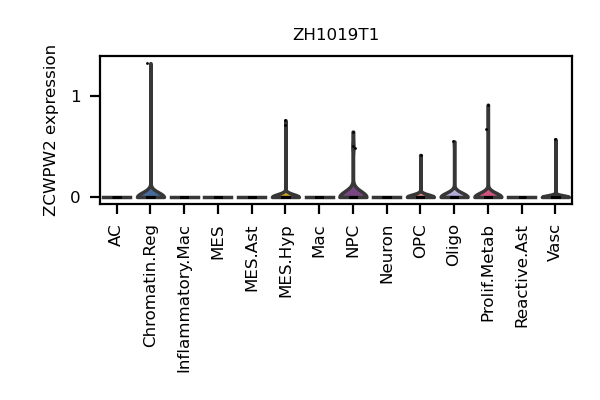 ZH1019T1
ZCWPW2 expression
1
0
AC
Chromatin.Reg
Inflammatory.Mac
MES
MES.Ast
MES.Hyp
Mac
NPC
Neuron
OPC
Oligo
Prolif.Metab
Reactive.Ast
Vasc